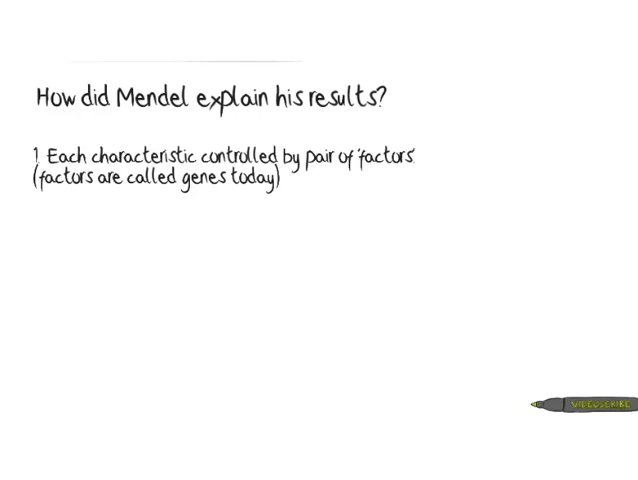 How did Mendel explain his results?
1. Each characteristic controlled by pair of 'factors'.
(factors are called genes today)
VIDEOSCRIBE